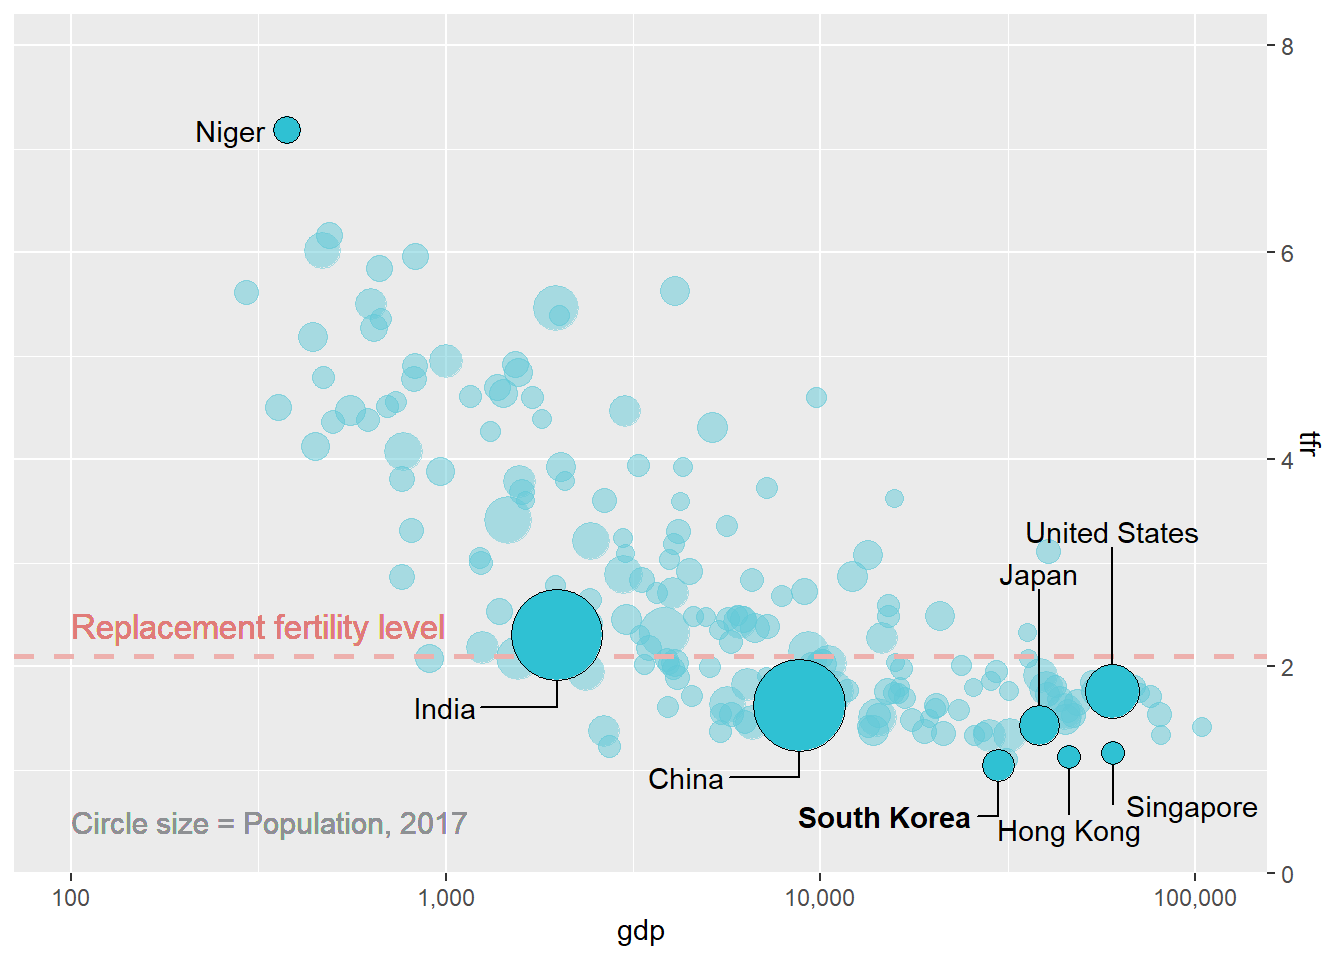 8
Niger
6
4
tfr
United States
Japan
Replacement fertility level
2
India
China
South Korea
Singapore
Hong Kong
Circle size = Population, 2017
0
100
1,000
10,000
100,000
gdp